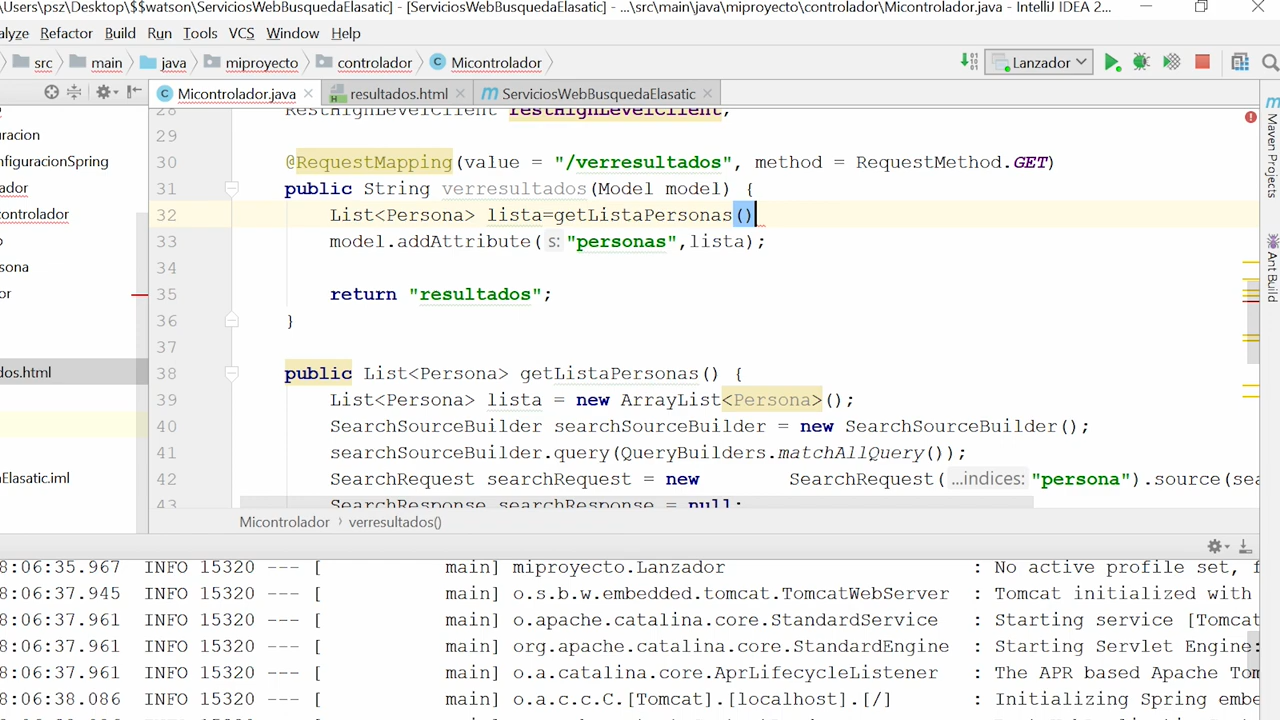 Users\psz\Desktop\$$watson\ServiciosWebBusquedaElasatic] - [ServiciosWebBusquedaElasatic] - ...\src\main\java\miproyecto\controlador\Micontrolador.java - IntelliJ IDEA 2...
alyze Refactor Build Run Tools VCS Window Help
src main java miproyecto controlador Micontrolador Lanzador
Micontrolador.java resultados.html ServiciosWebBusquedaElasatic
28 RestHighLevelClient restHighLevelClient;
29
30 @RequestMapping(value = "/verresultados", method = RequestMethod.GET)
31 public String verresultados(Model model) {
32 List<Persona> lista=getListaPersonas()
33 model.addAttribute( s: "personas",lista);
34
35 return "resultados";
36 }
37
38 public List<Persona> getListaPersonas() {
39 List<Persona> lista = new ArrayList<Persona>();
40 SearchSourceBuilder searchSourceBuilder = new SearchSourceBuilder();
41 searchSourceBuilder.query(QueryBuilders.matchAllQuery());
42 SearchRequest searchRequest = new SearchRequest( ...indices: "persona").source(sea
43 SearchResponse searchResponse = null;
uracion
nfiguracionSpring
ador
controlador
o
sona
or
dos.html
Elasatic.iml
Maven Projects
Ant Build
Micontrolador › verresultados()
8:06:35.967 INFO 15320 --- [ main] miproyecto.Lanzador : No active profile set, f
8:06:37.945 INFO 15320 --- [ main] o.s.b.w.embedded.tomcat.TomcatWebServer : Tomcat initialized with
8:06:37.961 INFO 15320 --- [ main] o.apache.catalina.core.StandardService : Starting service [Tomcat
8:06:37.961 INFO 15320 --- [ main] org.apache.catalina.core.StandardEngine : Starting Servlet Engine:
8:06:37.961 INFO 15320 --- [ main] o.a.catalina.core.AprLifecycleListener : The APR based Apache Tom
8:06:38.086 INFO 15320 --- [ main] o.a.c.c.C.[Tomcat].[localhost].[/] : Initializing Spring embe